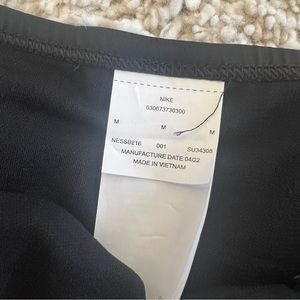 NIKE
030673730300
M M M
NESSB216 001 SU34308
MANUFACTURE DATE 04/22
MADE IN VIETNAM